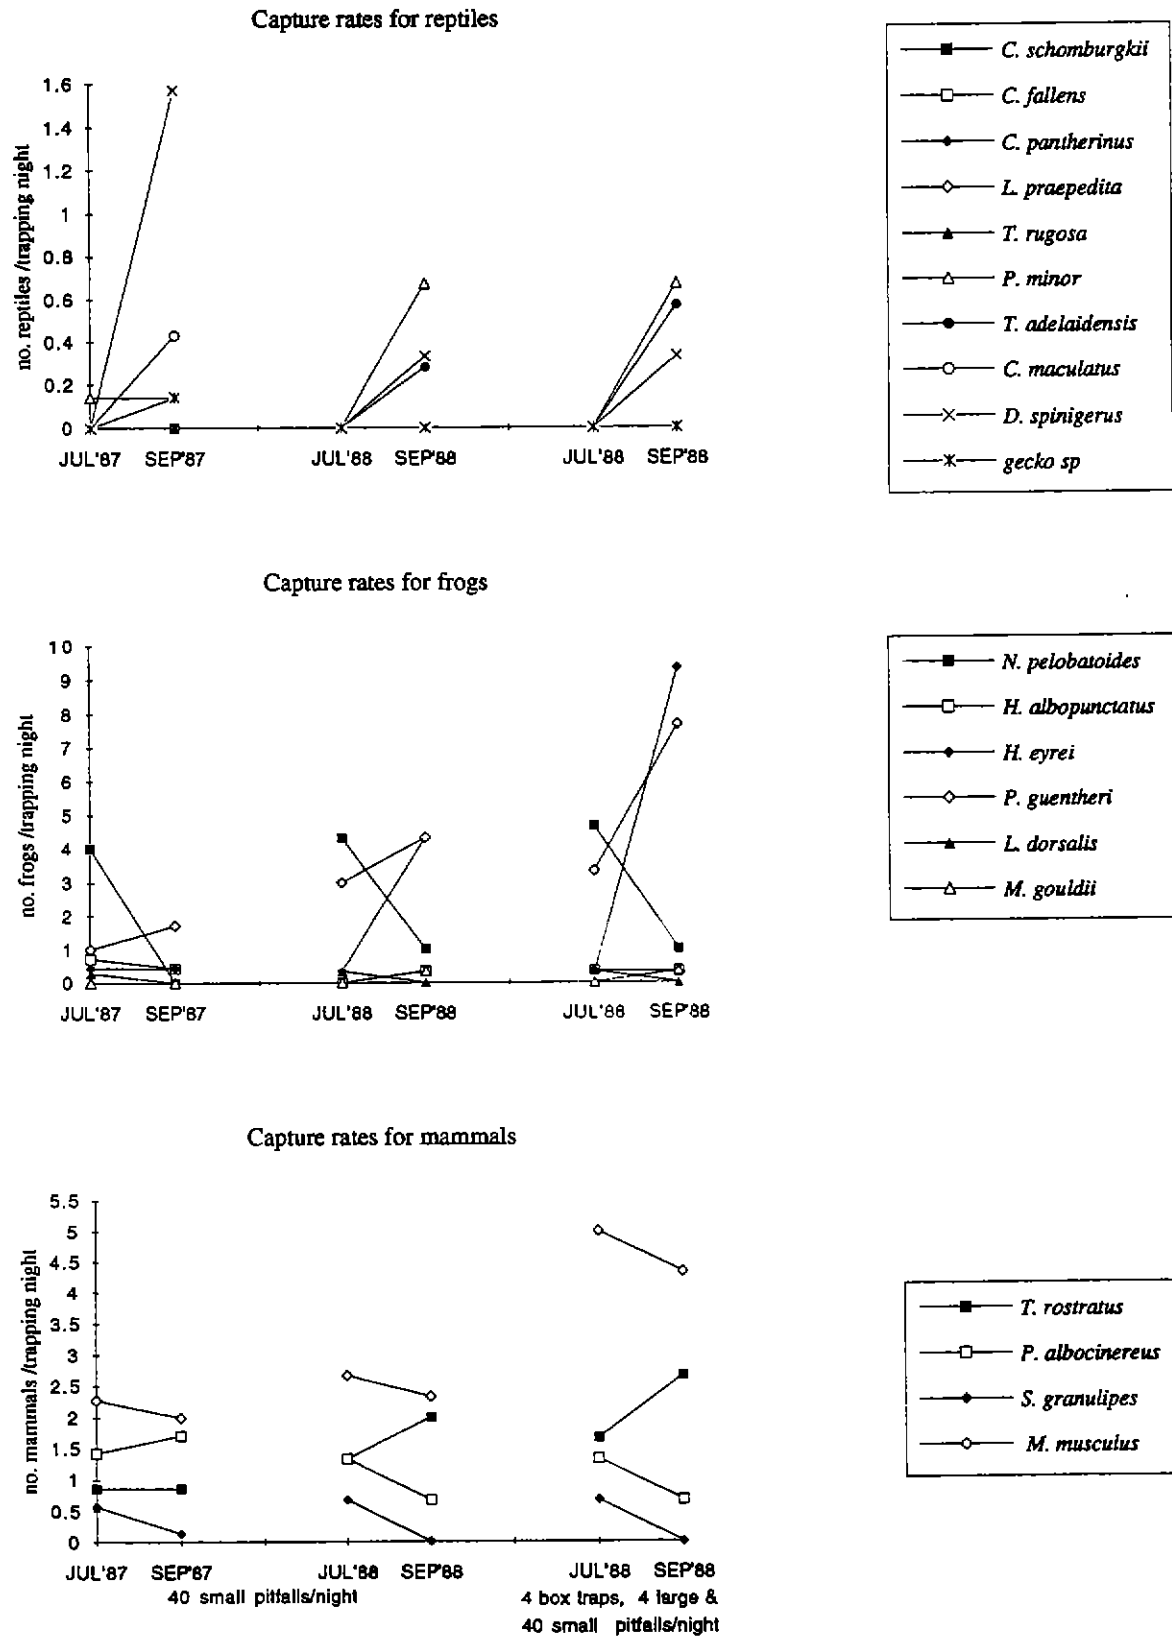 Capture rates for reptiles
no. reptiles /trapping night
1.6
1.4
1.2
1
0.8
0.6
0.4
0.2
0
JUL'87 SEP'87 JUL'88 SEP'88 JUL'88 SEP'88
C. schomburgkii
C. fallens
C. pantherinus
L. praepedita
T. rugosa
P. minor
T. adelaidensis
C. maculatus
D. spinigerus
gecko sp
Capture rates for frogs
no. frogs /trapping night
10
9
8
7
6
5
4
3
2
1
0
JUL'87 SEP'87 JUL'88 SEP'88 JUL'88 SEP'88
N. pelobatoides
H. albopunctatus
H. eyrei
P. guentheri
L. dorsalis
M. gouldii
Capture rates for mammals
no. mammals /trapping night
5.5
5
4.5
4
3.5
3
2.5
2
1.5
1
0.5
0
JUL'87 SEP'87 JUL'88 SEP'88 JUL'88 SEP'88
40 small pitfalls/night
4 box traps, 4 large &
40 small pitfalls/night
T. rostratus
P. albocinereus
S. granulipes
M. musculus